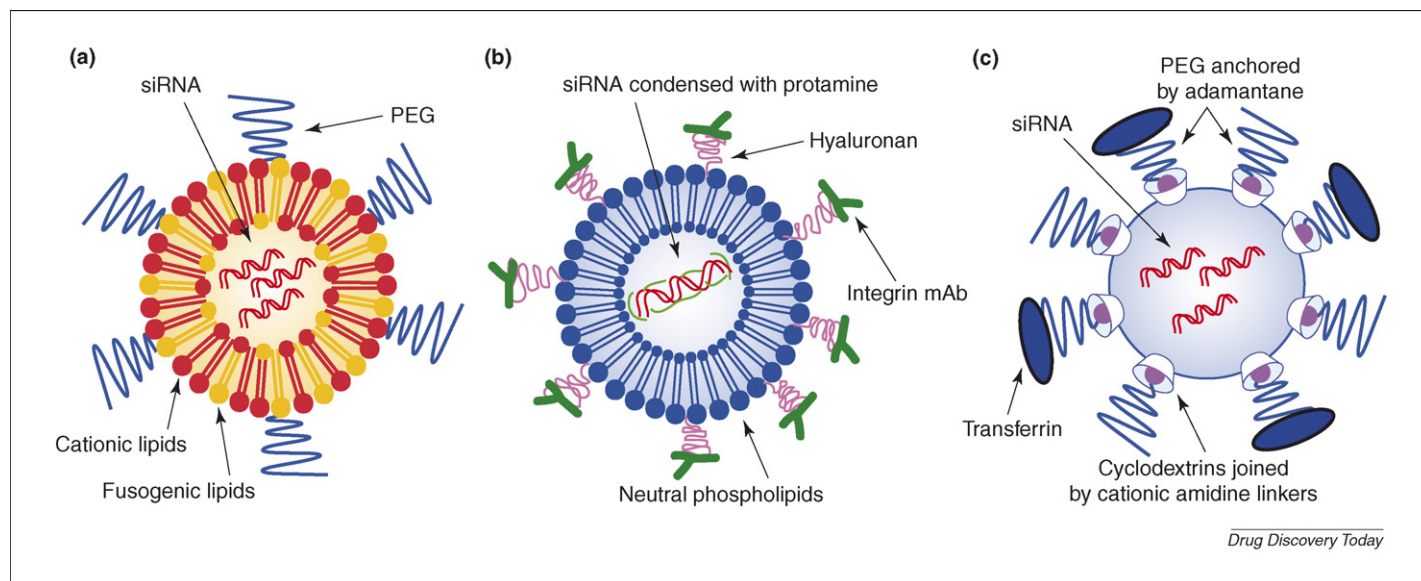 (a)
siRNA
PEG
Cationic lipids
Fusogenic lipids
(b)
siRNA condensed with protamine
Hyaluronan
Integrin mAb
Neutral phospholipids
(c)
PEG anchored
by adamantane
siRNA
Transferrin
Cyclodextrins joined
by cationic amidine linkers
Drug Discovery Today